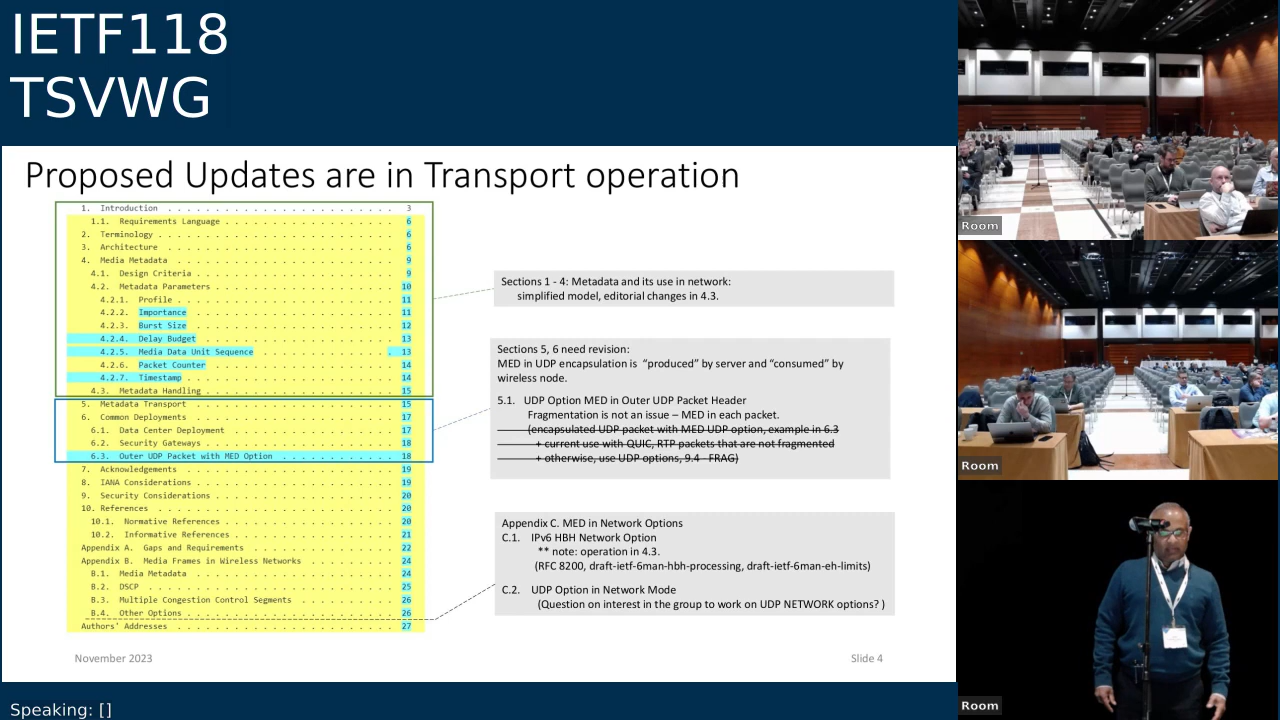 IETF118
TSVWG
Proposed Updates are in Transport operation
1. Introduction . . . . . . . . . . . . . . . . . . . . . . . . 3
1.1. Requirements Language . . . . . . . . . . . . . . . . . . 6
2. Terminology . . . . . . . . . . . . . . . . . . . . . . . . . 6
3. Architecture . . . . . . . . . . . . . . . . . . . . . . . . 6
4. Media Metadata . . . . . . . . . . . . . . . . . . . . . . . 9
4.1. Design Criteria . . . . . . . . . . . . . . . . . . . . . 9
4.2. Metadata Parameters . . . . . . . . . . . . . . . . . . . 10
4.2.1. Profile . . . . . . . . . . . . . . . . . . . . . . . 11
4.2.2. Importance . . . . . . . . . . . . . . . . . . . . . 11
4.2.3. Burst Size . . . . . . . . . . . . . . . . . . . . . 12
4.2.4. Delay Budget . . . . . . . . . . . . . . . . . . . . 13
4.2.5. Media Data Unit Sequence . . . . . . . . . . . . . . 13
4.2.6. Packet Counter . . . . . . . . . . . . . . . . . . . 14
4.2.7. Timestamp . . . . . . . . . . . . . . . . . . . . . . 14
4.3. Metadata Handling . . . . . . . . . . . . . . . . . . . . 15
5. Metadata Transport . . . . . . . . . . . . . . . . . . . . . 15
6. Common Deployments . . . . . . . . . . . . . . . . . . . . . 17
6.1. Data Center Deployment . . . . . . . . . . . . . . . . . 17
6.2. Security Gateways . . . . . . . . . . . . . . . . . . . . 18
6.3. Outer UDP Packet with MED Option . . . . . . . . . . . . 18
7. Acknowledgements . . . . . . . . . . . . . . . . . . . . . . 19
8. IANA Considerations . . . . . . . . . . . . . . . . . . . . . 19
9. Security Considerations . . . . . . . . . . . . . . . . . . . 20
10. References . . . . . . . . . . . . . . . . . . . . . . . . . 20
10.1. Normative References . . . . . . . . . . . . . . . . . . 20
10.2. Informative References . . . . . . . . . . . . . . . . . 21
Appendix A. Gaps and Requirements . . . . . . . . . . . . . . . 22
Appendix B. Media Frames in Wireless Networks . . . . . . . . . 24
B.1. Media Metadata . . . . . . . . . . . . . . . . . . . . . 24
B.2. DSCP . . . . . . . . . . . . . . . . . . . . . . . . . . 25
B.3. Multiple Congestion Control Segments . . . . . . . . . . 26
B.4. Other Options . . . . . . . . . . . . . . . . . . . . . . 26
Authors' Addresses . . . . . . . . . . . . . . . . . . . . . . . 27
Sections 1 - 4: Metadata and its use in network:
simplified model, editorial changes in 4.3.
Sections 5, 6 need revision:
MED in UDP encapsulation is “produced” by server and “consumed” by
wireless node.
5.1. UDP Option MED in Outer UDP Packet Header
Fragmentation is not an issue – MED in each packet.
(encapsulated UDP packet with MED UDP option, example in 6.3
+ current use with QUIC, RTP packets that are not fragmented
+ otherwise, use UDP options, 9.4 - FRAG)
Appendix C. MED in Network Options
C.1. IPv6 HBH Network Option
** note: operation in 4.3.
(RFC 8200, draft-ietf-6man-hbh-processing, draft-ietf-6man-eh-limits)
C.2. UDP Option in Network Mode
(Question on interest in the group to work on UDP NETWORK options? )
November 2023
Slide 4
Speaking: []
Room
Room
Room